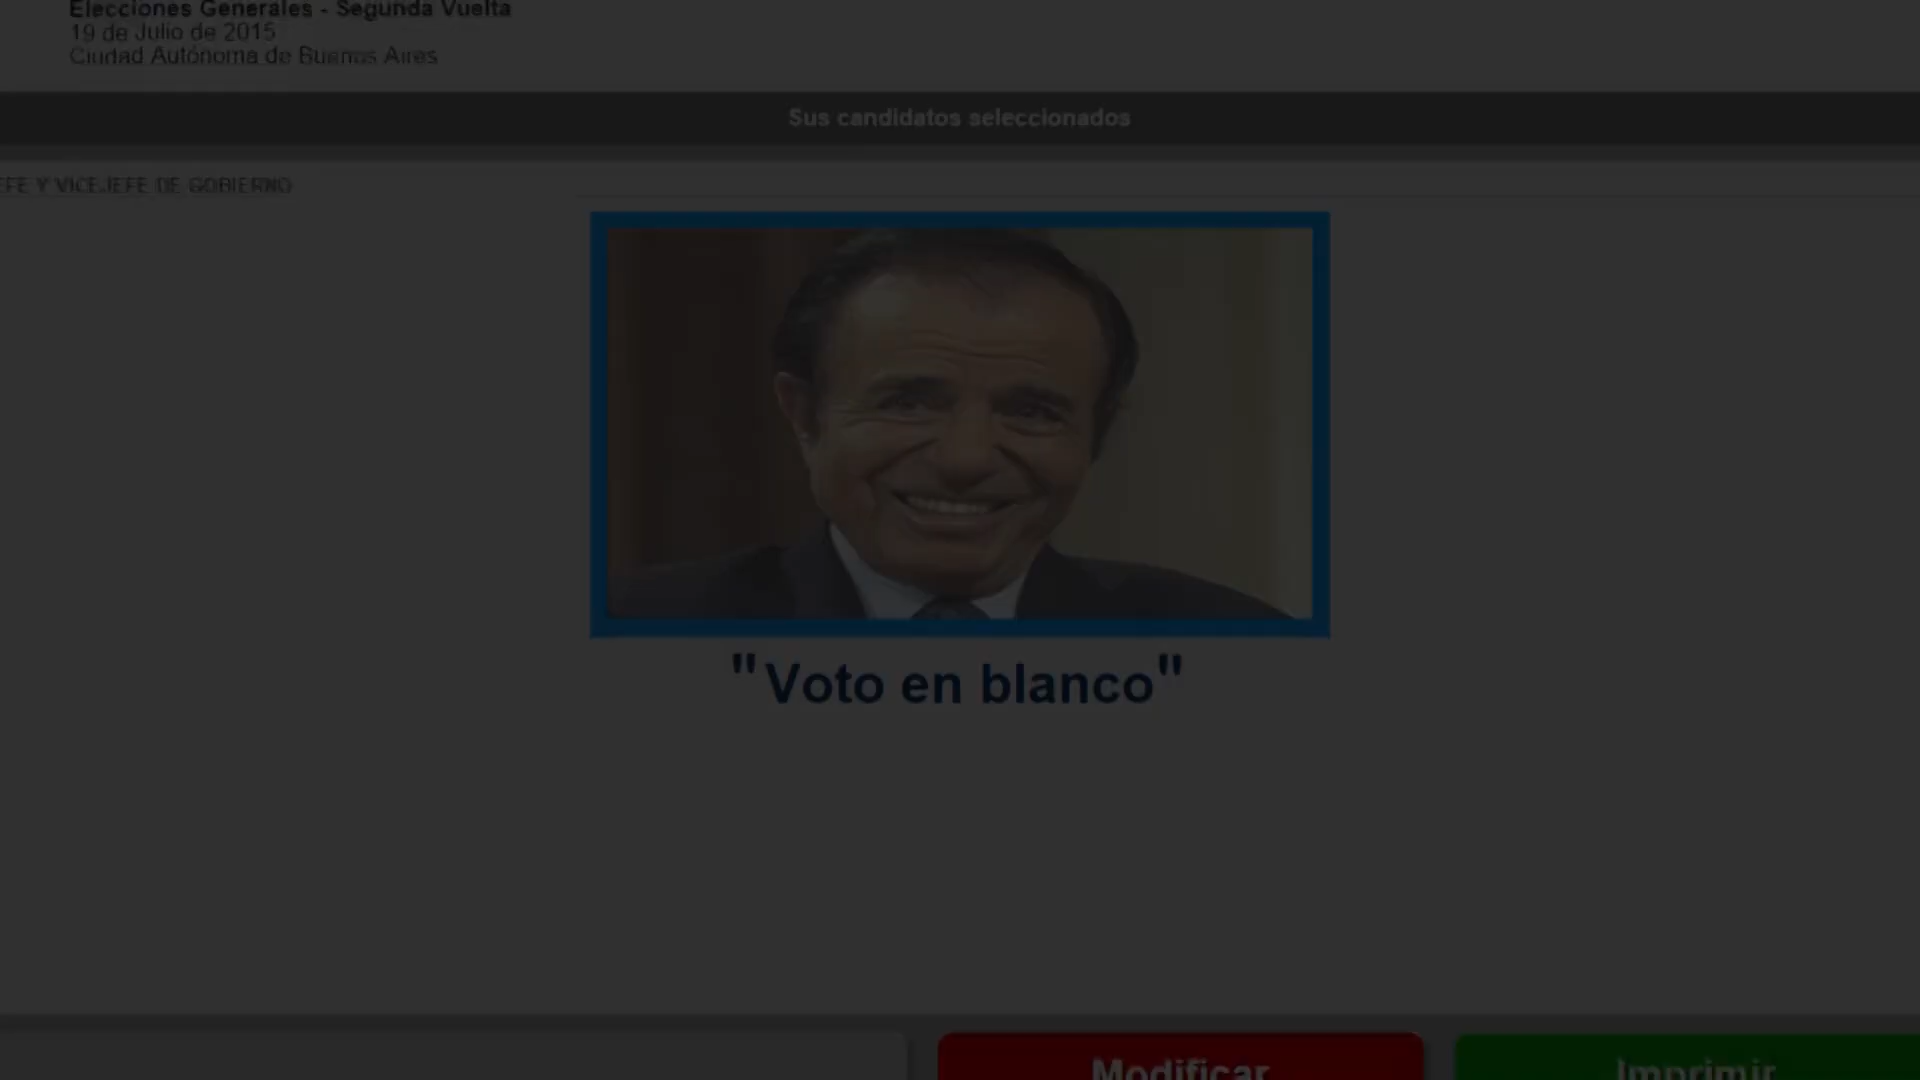 Elecciones Generales - Segunda Vuelta
19 de Julio de 2015
Ciudad Autónoma de Buenos Aires
Sus candidatos seleccionados
EFE Y VICEJEFE DE GOBIERNO
"Voto en blanco"
Modificar
Imprimir